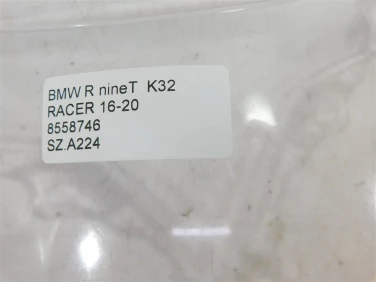 BMW R nineT K32
RACER 16-20
8558746
SZ.A224